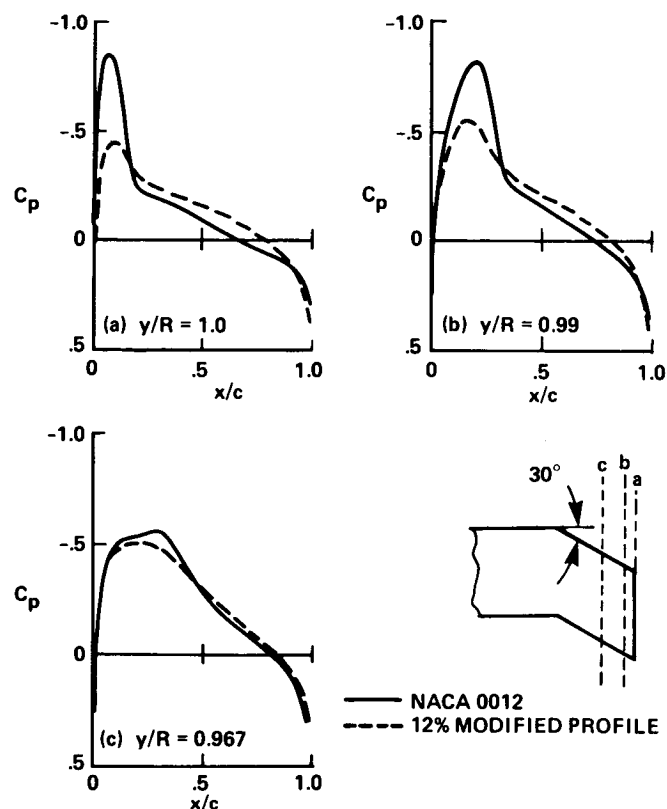 -1.0
-.5
Cp
0
(a) y/R = 1.0
.5
0
.5
1.0
x/c
-1.0
-.5
Cp
0
(b) y/R = 0.99
.5
0
.5
1.0
x/c
-1.0
-.5
Cp
0
(c) y/R = 0.967
.5
0
.5
1.0
x/c
30°
c
b
a
NACA 0012
12% MODIFIED PROFILE